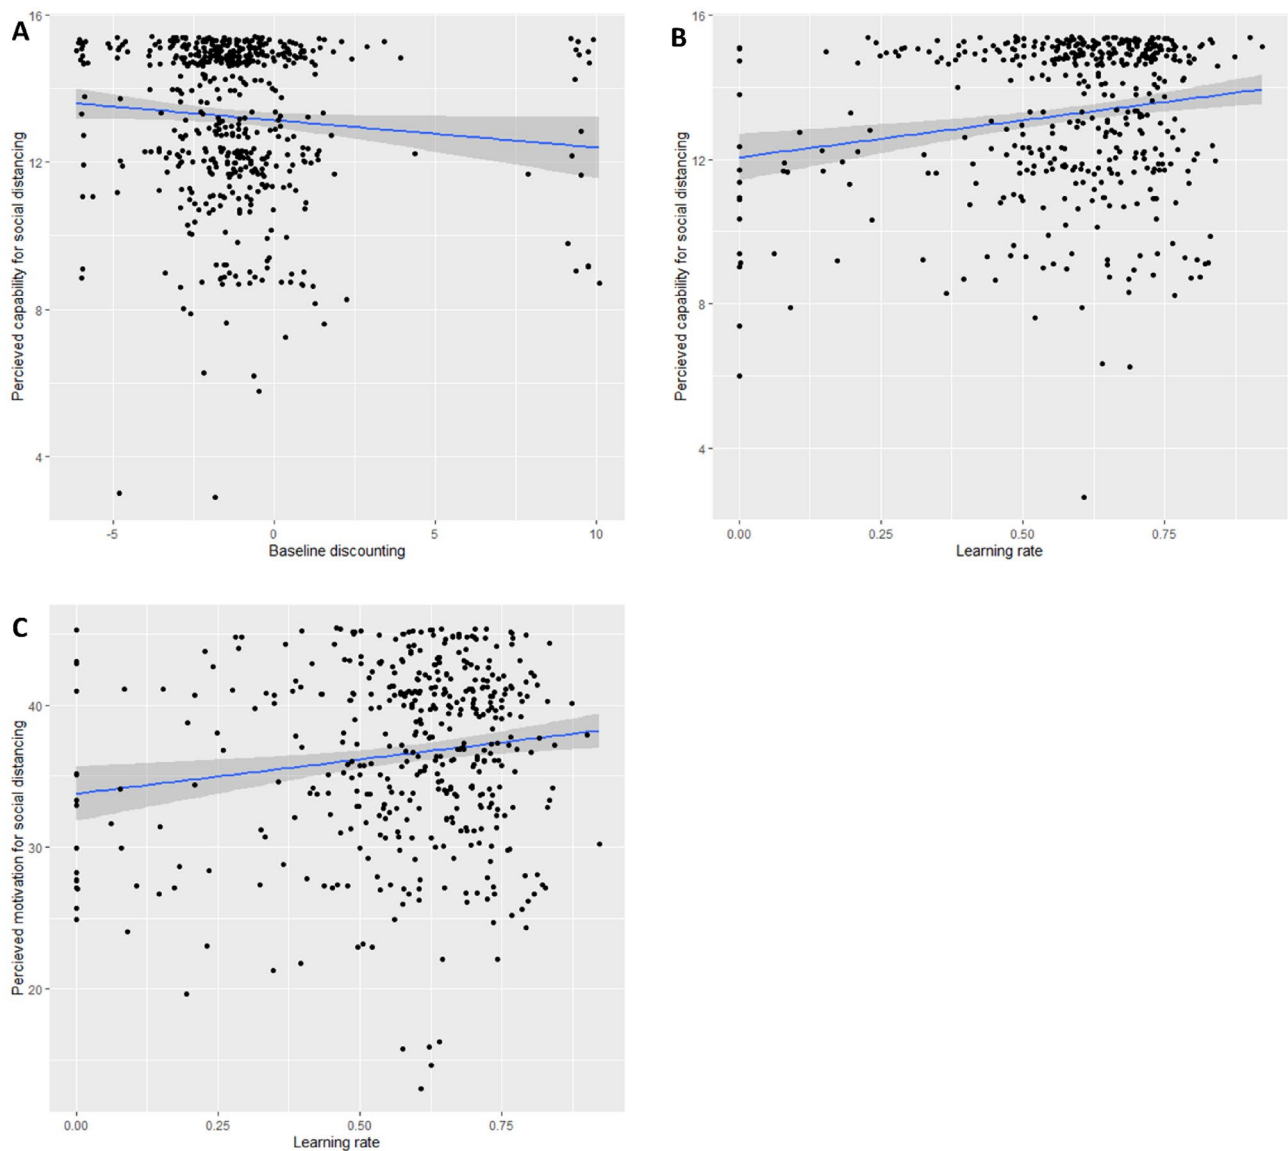 A
Percieved capability for social distancing
16
12
8
4
-5 0 5 10
Baseline discounting
B
Percieved capability for social distancing
16
12
8
4
0.00 0.25 0.50 0.75
Learning rate
C
Percieved motivation for social distancing
40
30
20
0.00 0.25 0.50 0.75
Learning rate